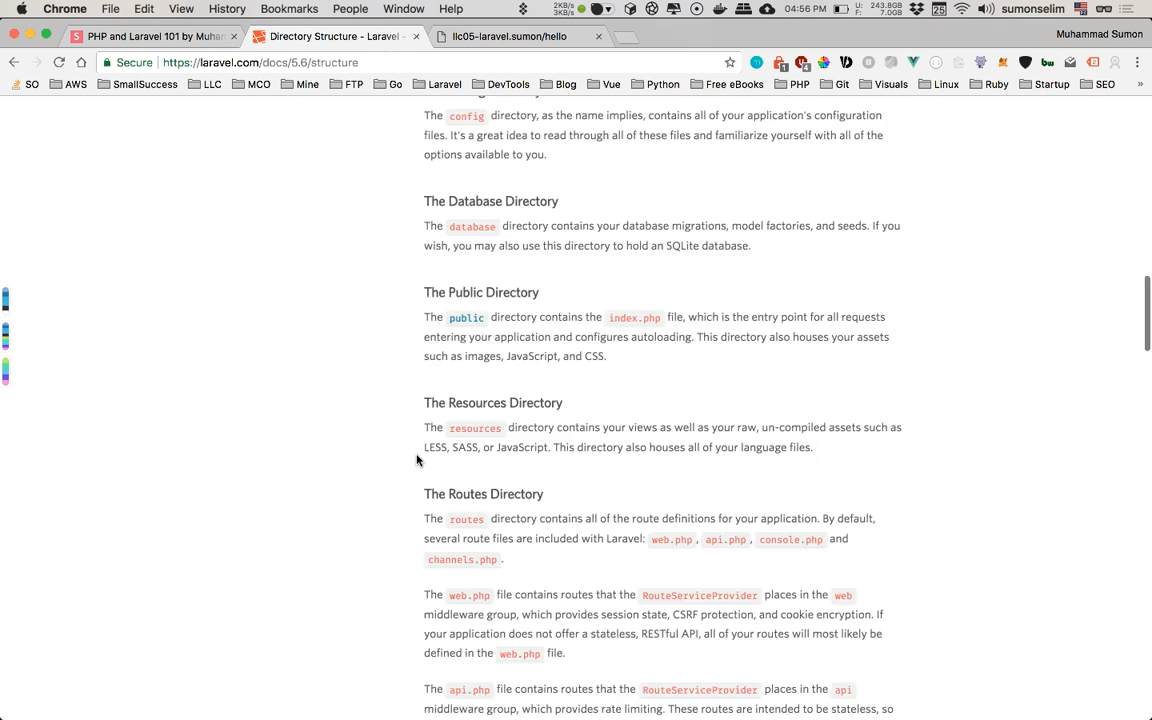 Chrome File Edit View History Bookmarks People Window Help 2KB/s 3KB/s 04:56 PM U: 243.8GB F: 7.0GB 25 sumonselim
PHP and Laravel 101 by Muhan × Directory Structure - Laravel - × llc05-laravel.sumon/hello × Muhammad Sumon
Secure https://laravel.com/docs/5.6/structure
SO AWS SmallSuccess LLC MCO Mine FTP Go Laravel DevTools Blog Vue Python Free eBooks PHP Git Visuals Linux Ruby Startup SEO »
The config directory, as the name implies, contains all of your application's configuration
files. It's a great idea to read through all of these files and familiarize yourself with all of the
options available to you.
The Database Directory
The database directory contains your database migrations, model factories, and seeds. If you
wish, you may also use this directory to hold an SQLite database.
The Public Directory
The public directory contains the index.php file, which is the entry point for all requests
entering your application and configures autoloading. This directory also houses your assets
such as images, JavaScript, and CSS.
The Resources Directory
The resources directory contains your views as well as your raw, un-compiled assets such as
LESS, SASS, or JavaScript. This directory also houses all of your language files.
The Routes Directory
The routes directory contains all of the route definitions for your application. By default,
several route files are included with Laravel: web.php, api.php, console.php and
channels.php.
The web.php file contains routes that the RouteServiceProvider places in the web
middleware group, which provides session state, CSRF protection, and cookie encryption. If
your application does not offer a stateless, RESTful API, all of your routes will most likely be
defined in the web.php file.
The api.php file contains routes that the RouteServiceProvider places in the api
middleware group, which provides rate limiting. These routes are intended to be stateless, so